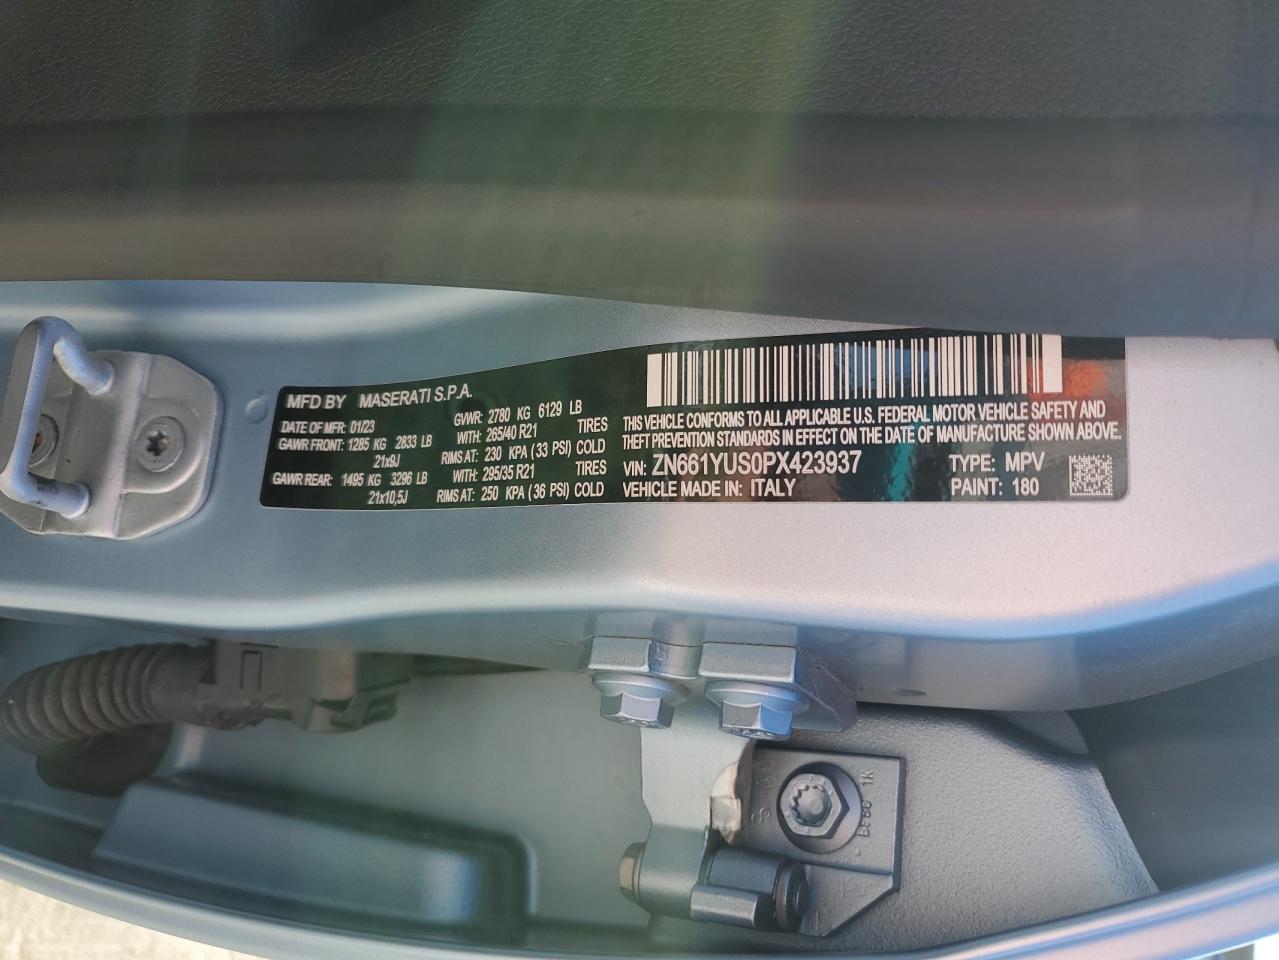 MFD BY MASERATI S.P.A.
DATE OF MFR: 01/23 GVWR: 2780 KG 6129 LB
GAWR FRONT: 1285 KG 2833 LB WITH: 265/40 R21 TIRES
21x9J RIMS AT: 230 KPA (33 PSI) COLD
GAWR REAR: 1495 KG 3296 LB WITH: 295/35 R21 TIRES
21x10,5J RIMS AT: 250 KPA (36 PSI) COLD
THIS VEHICLE CONFORMS TO ALL APPLICABLE U.S. FEDERAL MOTOR VEHICLE SAFETY AND
THEFT PREVENTION STANDARDS IN EFFECT ON THE DATE OF MANUFACTURE SHOWN ABOVE.
VIN: ZN661YUS0PX423937 TYPE: MPV
VEHICLE MADE IN: ITALY PAINT: 180